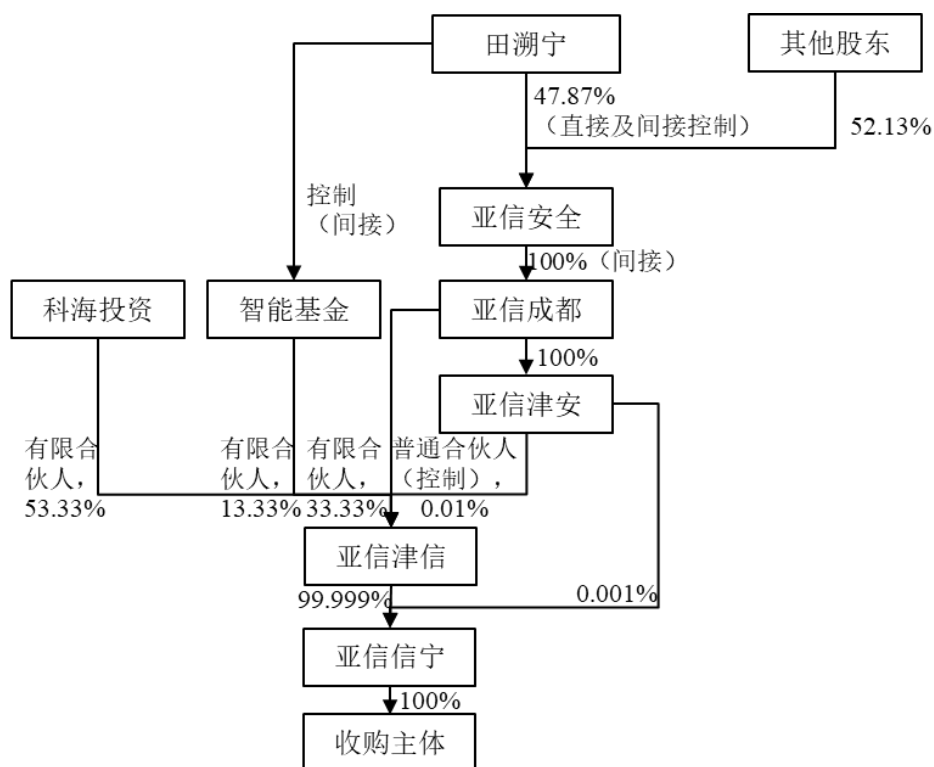 田溯宁
其他股东
47.87%
（直接及间接控制）
52.13%
控制
（间接）
亚信安全
100%（间接）
科海投资
智能基金
亚信成都
100%
亚信津安
有限合
伙人，
53.33%
有限合
伙人，
13.33%
有限合
伙人，
33.33%
普通合伙人
（控制），
0.01%
亚信津信
99.999%
0.001%
亚信信宁
100%
收购主体